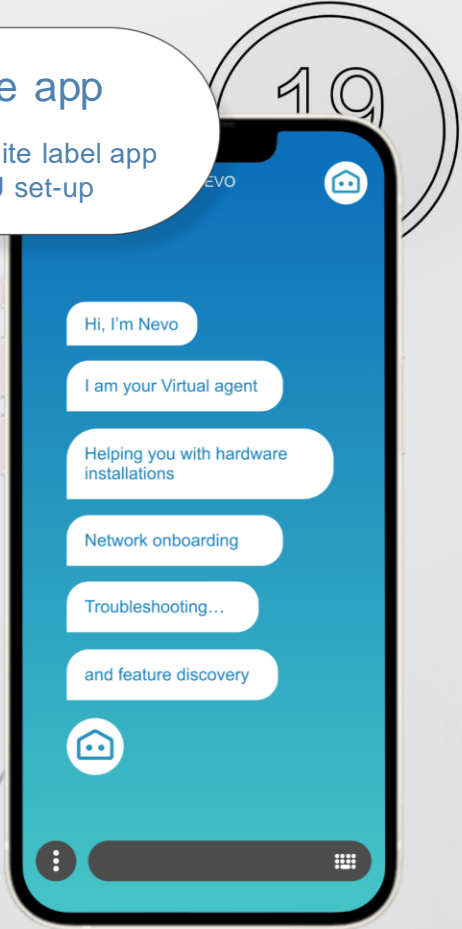 e app
ite label app
U set-up
19
EVO
Hi, I'm Nevo
I am your Virtual agent
Helping you with hardware
installations
Network onboarding
Troubleshooting…
and feature discovery